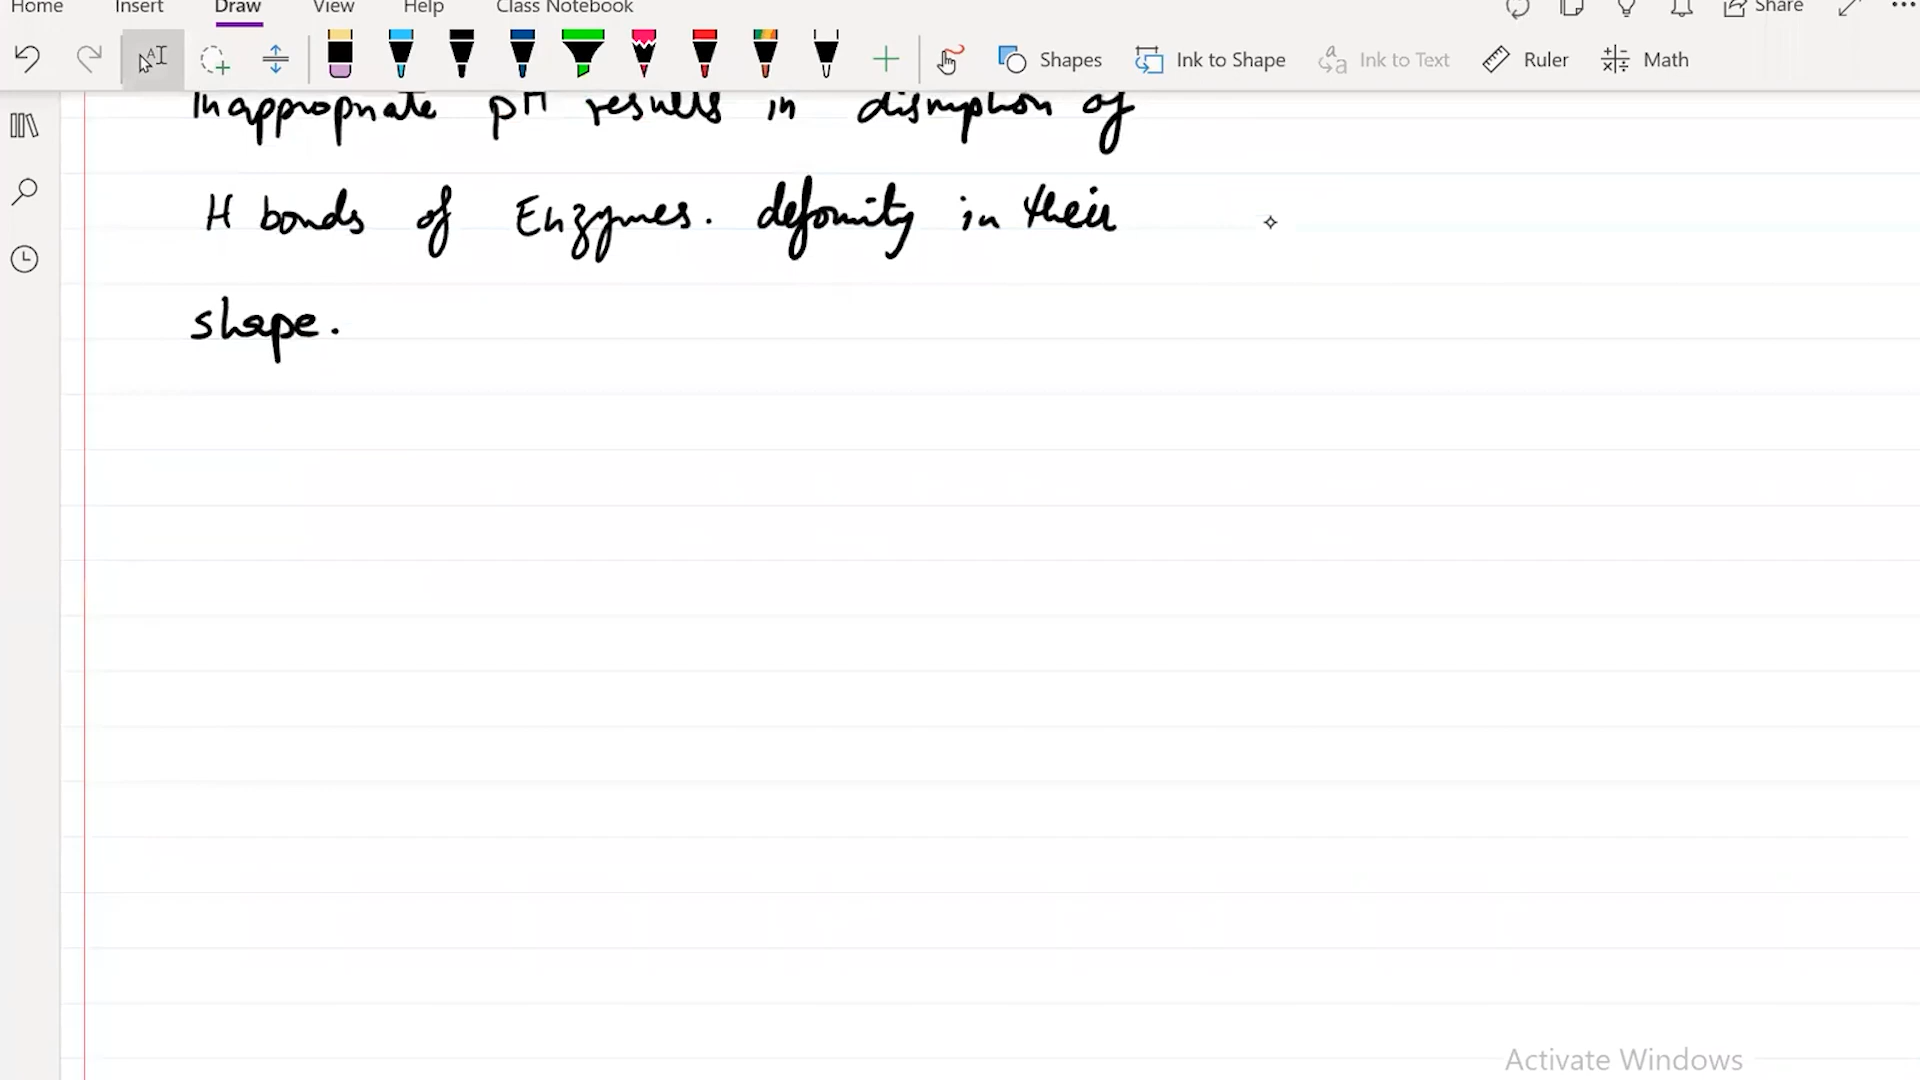 Home Insert Draw View Help Class Notebook Share
Shapes Ink to Shape Ink to Text Ruler Math
Inappropriate pH results in disruption of
H bonds of Enzymes. deformity in their
shape.
Activate Windows